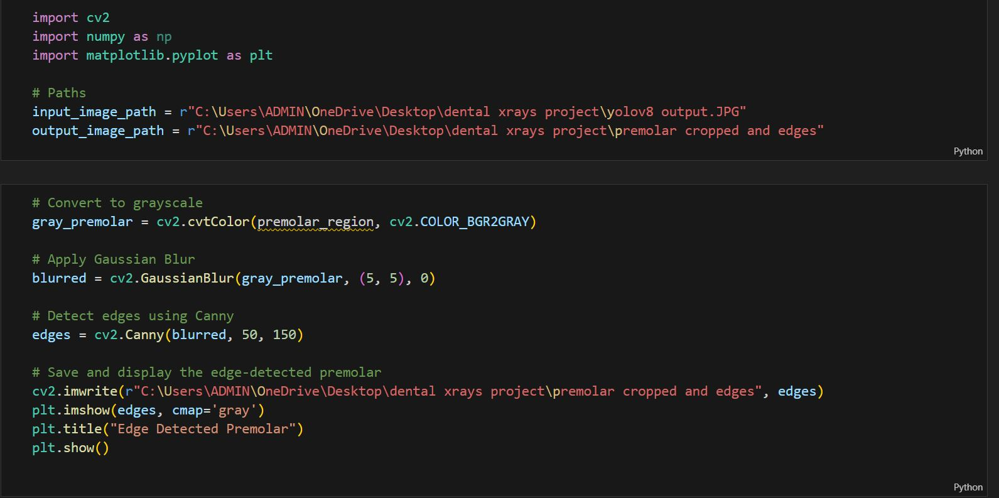 import cv2
import numpy as np
import matplotlib.pyplot as plt
# Paths
input_image_path = r"C:\Users\ADMIN\OneDrive\Desktop\dental xrays project\yolov8 output.JPG"
output_image_path = r"C:\Users\ADMIN\OneDrive\Desktop\dental xrays project\premolar cropped and edges"
Python
# Convert to grayscale
gray_premolar = cv2.cvtColor(premolar_region, cv2.COLOR_BGR2GRAY)
# Apply Gaussian Blur
blurred = cv2.GaussianBlur(gray_premolar, (5, 5), 0)
# Detect edges using Canny
edges = cv2.Canny(blurred, 50, 150)
# Save and display the edge-detected premolar
cv2.imwrite(r"C:\Users\ADMIN\OneDrive\Desktop\dental xrays project\premolar cropped and edges", edges)
plt.imshow(edges, cmap='gray')
plt.title("Edge Detected Premolar")
plt.show()
Python